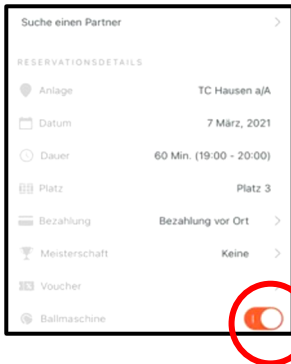 Suche einen Partner
RESERVATIONSDETAILS
Anlage TC Hausen a/A
Datum 7 März, 2021
Dauer 60 Min. (19:00 - 20:00)
Platz Platz 3
Bezahlung Bezahlung vor Ort
Meisterschaft Keine
Voucher
Ballmaschine